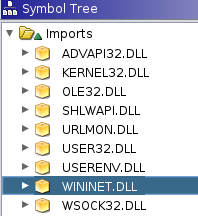 Symbol Tree
Imports
ADVAPI32.DLL
KERNEL32.DLL
OLE32.DLL
SHLWAPI.DLL
URLMON.DLL
USER32.DLL
USERENV.DLL
WININET.DLL
WSOCK32.DLL